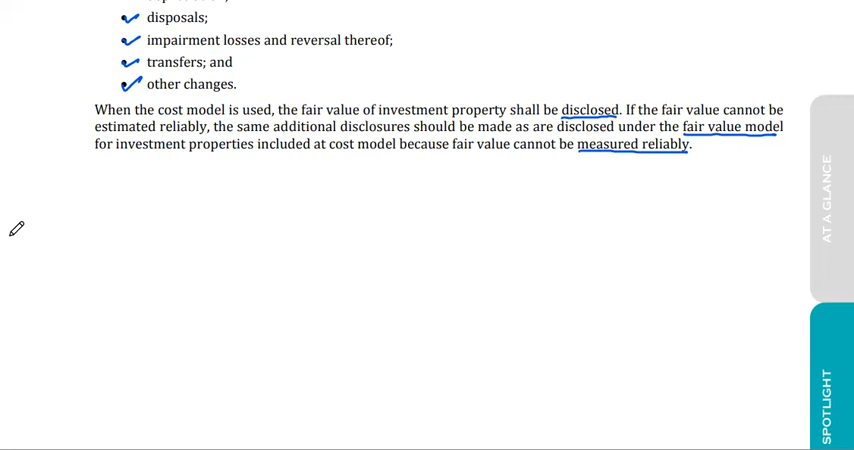 disposals;
impairment losses and reversal thereof;
transfers; and
other changes.
When the cost model is used, the fair value of investment property shall be disclosed. If the fair value cannot be
estimated reliably, the same additional disclosures should be made as are disclosed under the fair value model
for investment properties included at cost model because fair value cannot be measured reliably.
AT A GLANCE
SPOTLIGHT